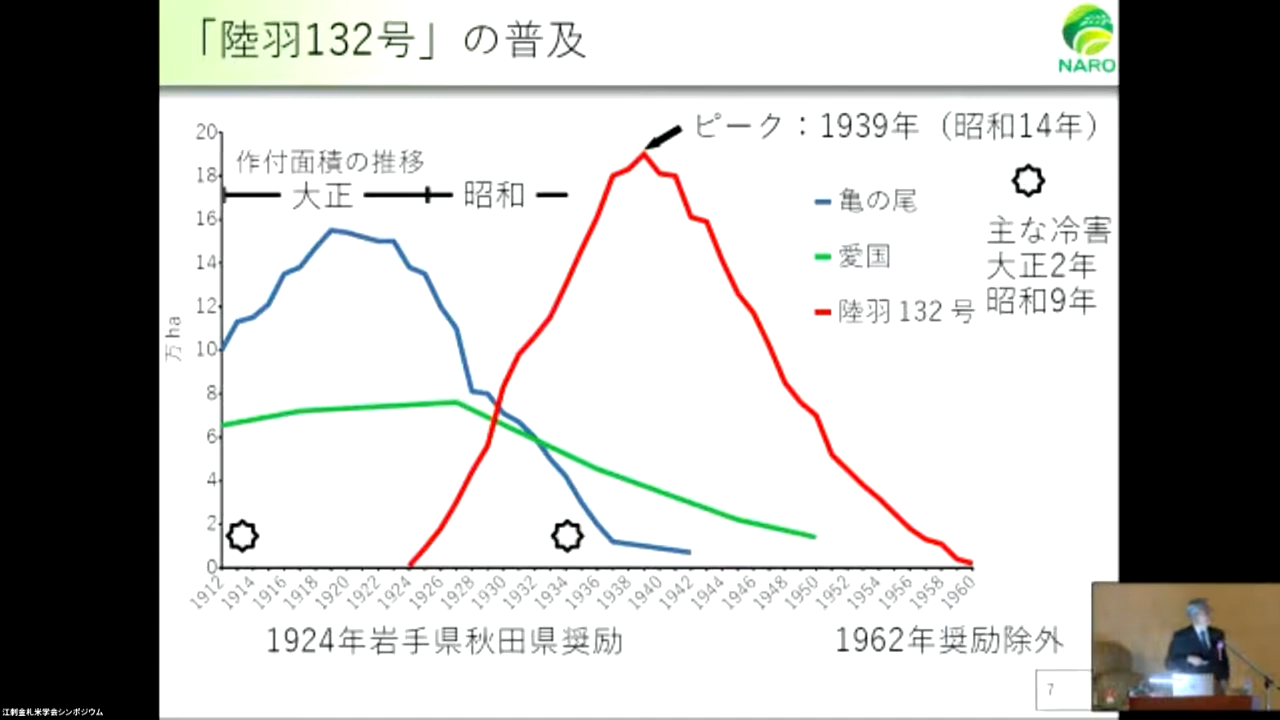 「陸羽132号」の普及
NARO
ピーク：1939年（昭和14年）
作付面積の推移
大正
昭和
亀の尾
愛国
陸羽 132 号
主な冷害
大正2年
昭和9年
万 ha
20
18
16
14
12
10
8
6
4
2
0
1912 1914 1916 1918 1920 1922 1924 1926 1928 1930 1932 1934 1936 1938 1940 1942 1944 1946 1948 1950 1952 1954 1956 1958 1960
1924年岩手県秋田県奨励
1962年奨励除外
7
江刺金札米学会シンポジウム